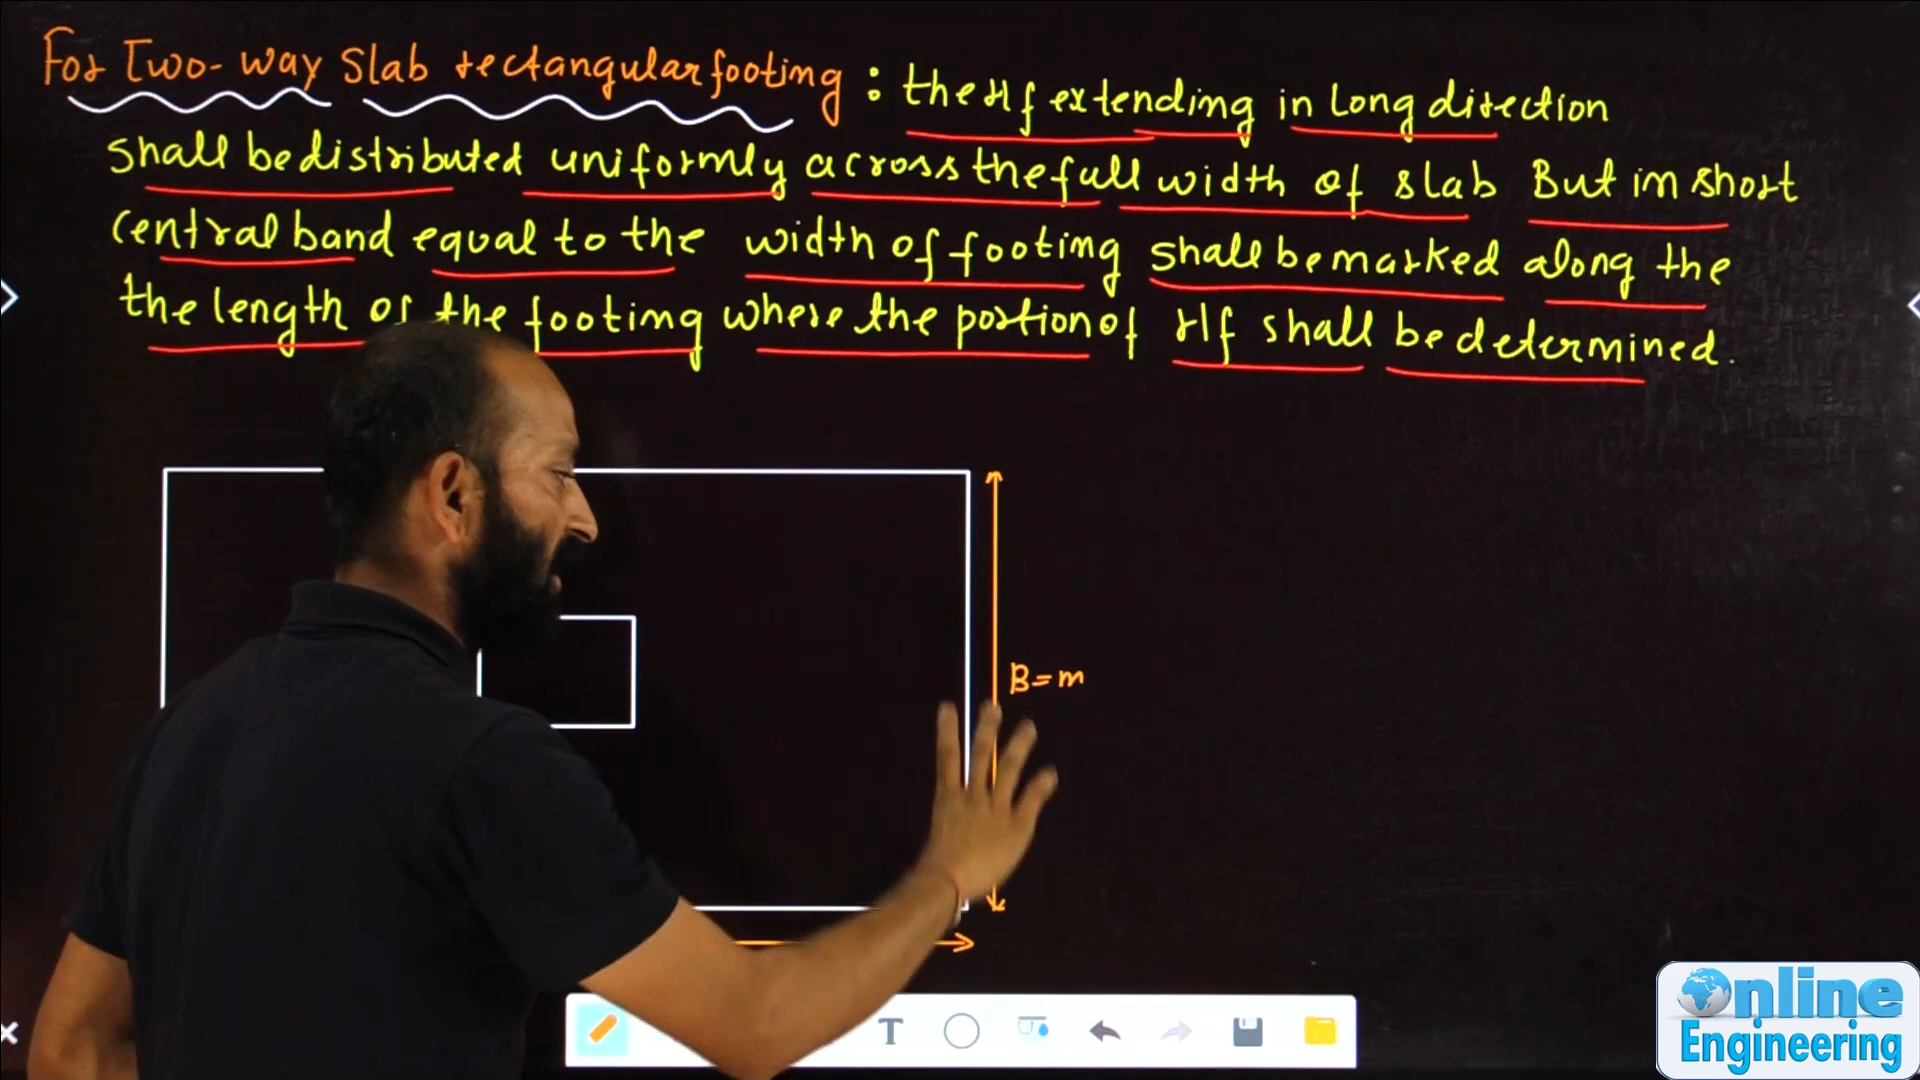 For Two-way Slab rectangular footing : the r/f extending in long direction
shall be distributed uniformly across the full width of slab But in short
Central band equal to the width of footing shall be marked along the
the length of the footing where the portion of r/f shall be determined.
B = m
T
Online
Engineering